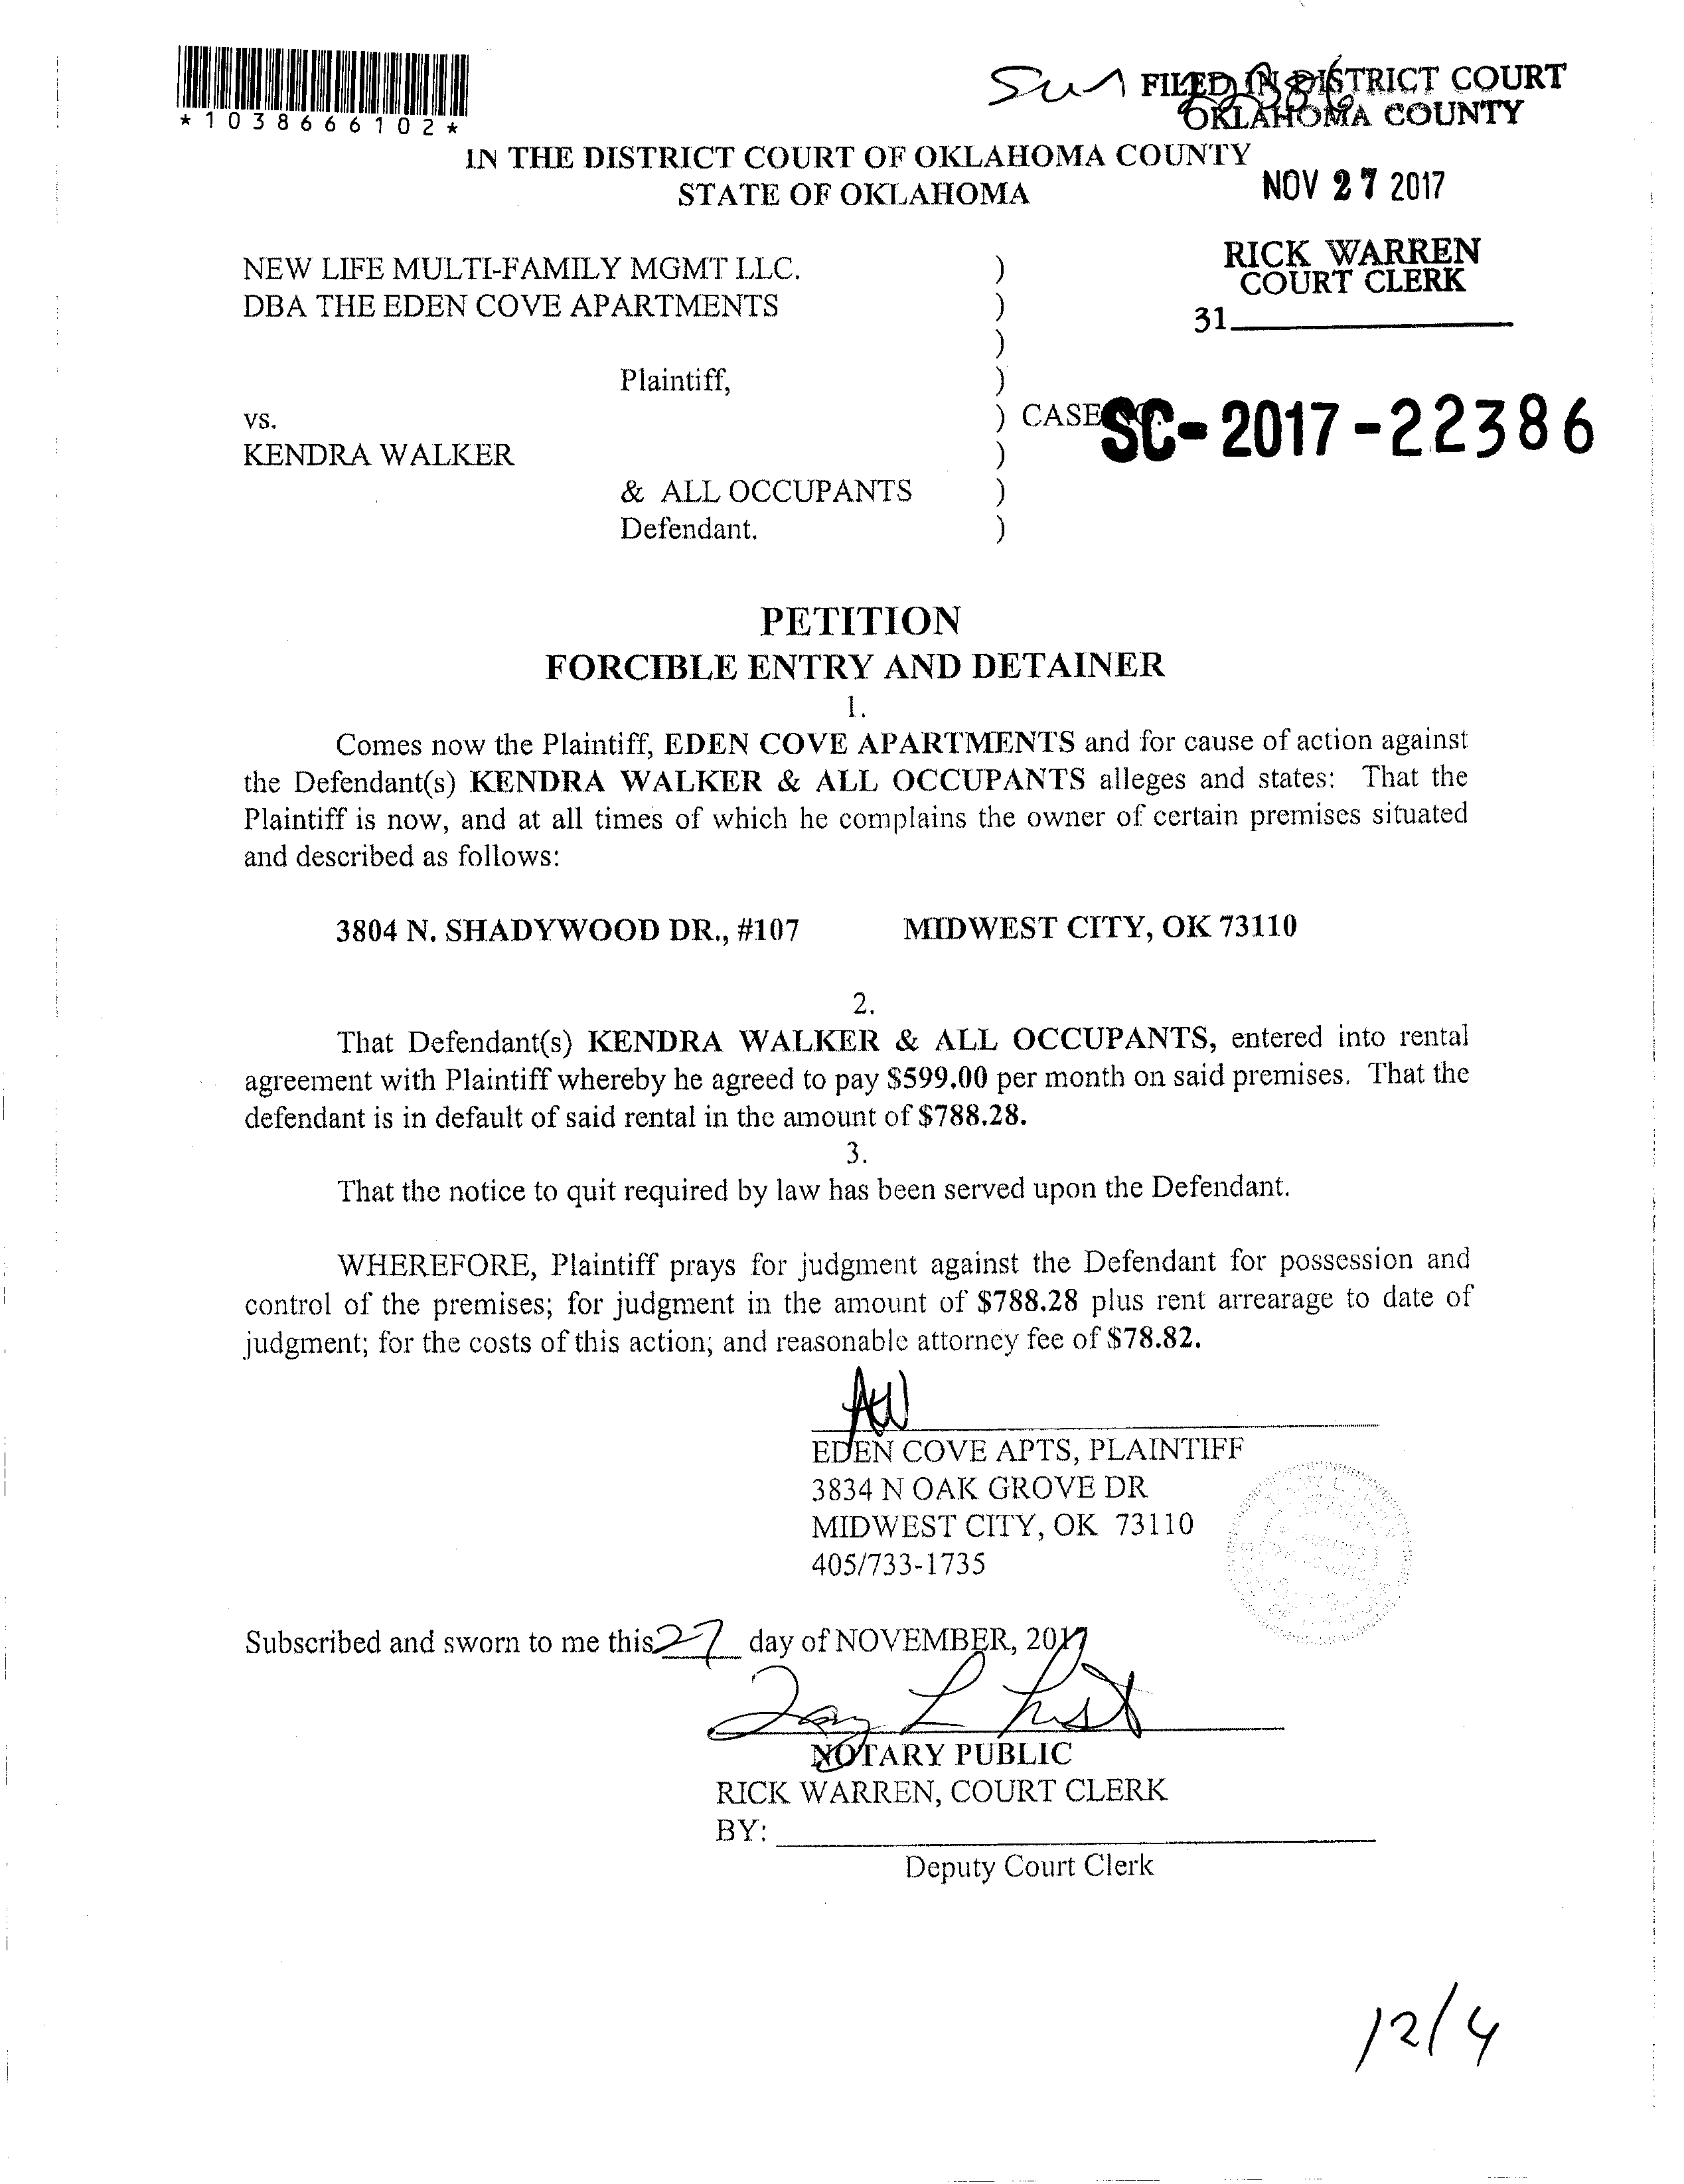 *1038666102*
FILED IN DISTRICT COURT
OKLAHOMA COUNTY
IN THE DISTRICT COURT OF OKLAHOMA COUNTY
STATE OF OKLAHOMA
NOV 27 2017
RICK WARREN
COURT CLERK
31
NEW LIFE MULTI-FAMILY MGMT LLC. )
DBA THE EDEN COVE APARTMENTS )
)
Plaintiff, )
vs. ) CASE SC-2017-22386
KENDRA WALKER )
& ALL OCCUPANTS )
Defendant. )
PETITION
FORCIBLE ENTRY AND DETAINER
1.
Comes now the Plaintiff, EDEN COVE APARTMENTS and for cause of action against
the Defendant(s) KENDRA WALKER & ALL OCCUPANTS alleges and states: That the
Plaintiff is now, and at all times of which he complains the owner of certain premises situated
and described as follows:
3804 N. SHADYWOOD DR., #107 MIDWEST CITY, OK 73110
2.
That Defendant(s) KENDRA WALKER & ALL OCCUPANTS, entered into rental
agreement with Plaintiff whereby he agreed to pay $599.00 per month on said premises. That the
defendant is in default of said rental in the amount of $788.28.
3.
That the notice to quit required by law has been served upon the Defendant.
WHEREFORE, Plaintiff prays for judgment against the Defendant for possession and
control of the premises; for judgment in the amount of $788.28 plus rent arrearage to date of
judgment; for the costs of this action; and reasonable attorney fee of $78.82.
EDEN COVE APTS, PLAINTIFF
3834 N OAK GROVE DR
MIDWEST CITY, OK 73110
405/733-1735
Subscribed and sworn to me this 27 day of NOVEMBER, 2017
NOTARY PUBLIC
RICK WARREN, COURT CLERK
BY:
Deputy Court Clerk
12/4